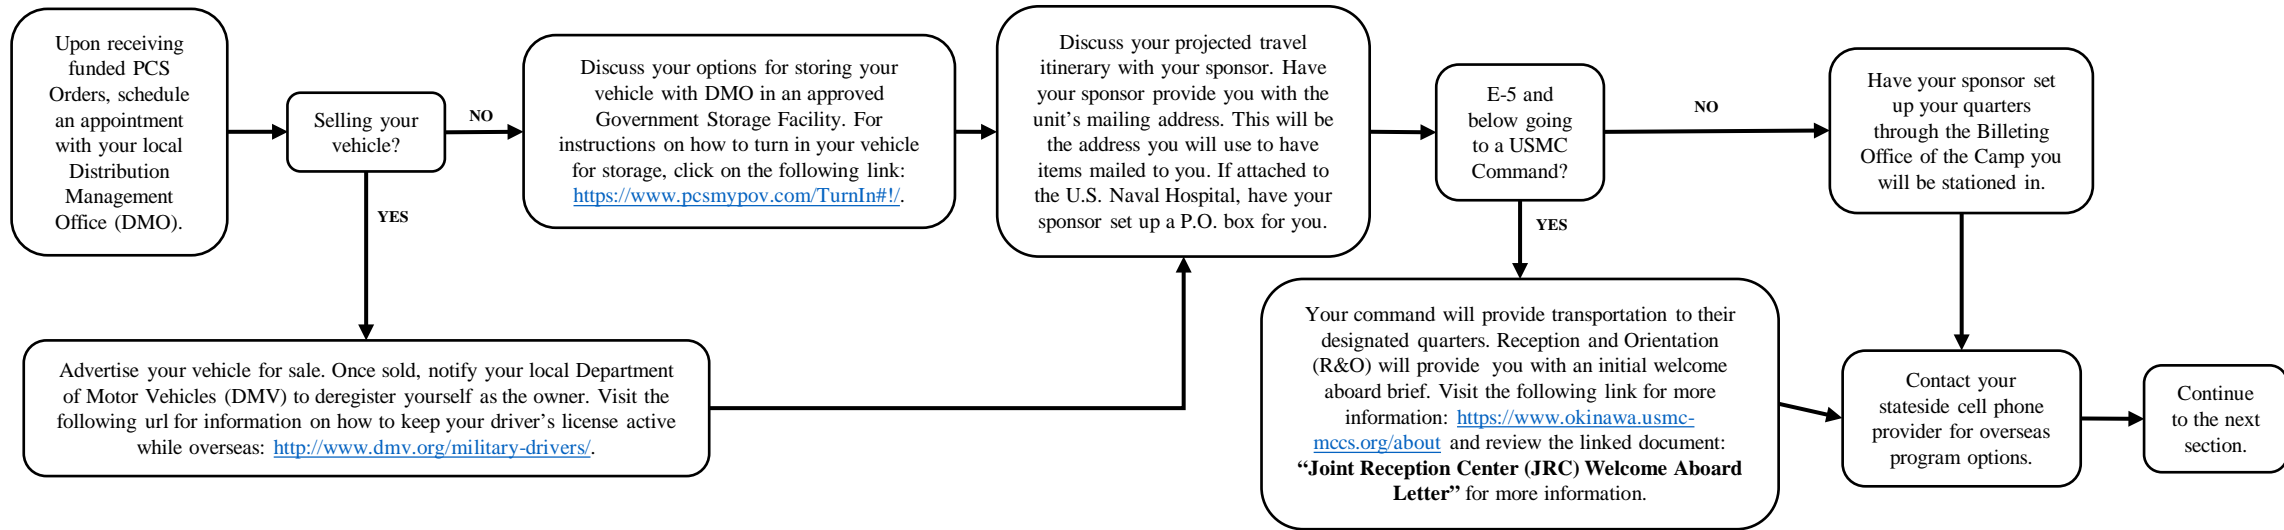 Upon receiving
funded PCS
Orders, schedule
an appointment
with your local
Distribution
Management
Office (DMO).
Selling your
vehicle?
NO
YES
Discuss your options for storing your
vehicle with DMO in an approved
Government Storage Facility. For
instructions on how to turn in your vehicle
for storage, click on the following link:
https://www.pcsmypov.com/TurnIn#!/.
Advertise your vehicle for sale. Once sold, notify your local Department
of Motor Vehicles (DMV) to deregister yourself as the owner. Visit the
following url for information on how to keep your driver’s license active
while overseas: http://www.dmv.org/military-drivers/.
Discuss your projected travel
itinerary with your sponsor. Have
your sponsor provide you with the
unit’s mailing address. This will be
the address you will use to have
items mailed to you. If attached to
the U.S. Naval Hospital, have your
sponsor set up a P.O. box for you.
E-5 and
below going
to a USMC
Command?
NO
YES
Have your sponsor set
up your quarters
through the Billeting
Office of the Camp you
will be stationed in.
Your command will provide transportation to their
designated quarters. Reception and Orientation
(R&O) will provide you with an initial welcome
aboard brief. Visit the following link for more
information: https://www.okinawa.usmc-
mccs.org/about and review the linked document:
“Joint Reception Center (JRC) Welcome Aboard
Letter” for more information.
Contact your
stateside cell phone
provider for overseas
program options.
Continue
to the next
section.